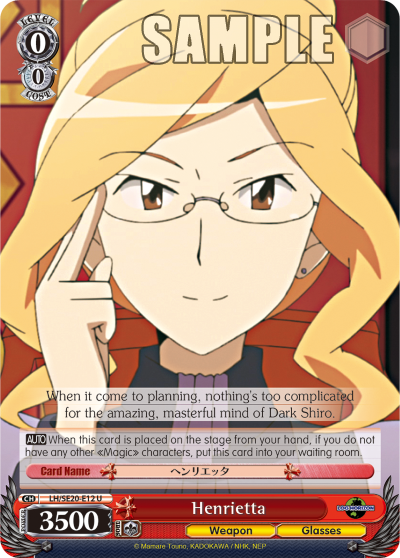 LEVEL
0
0
COST
SAMPLE
When it come to planning, nothing's too complicated
for the amazing, masterful mind of Dark Shiro.
AUTO When this card is placed on the stage from your hand, if you do not
have any other «Magic» characters, put this card into your waiting room.
Card Name ヘンリエッタ
CH LH/SE20-E12 U
Henrietta
POWER
3500
SOUL
Weapon
Glasses
© Mamare Touno, KADOKAWA / NHK, NEP